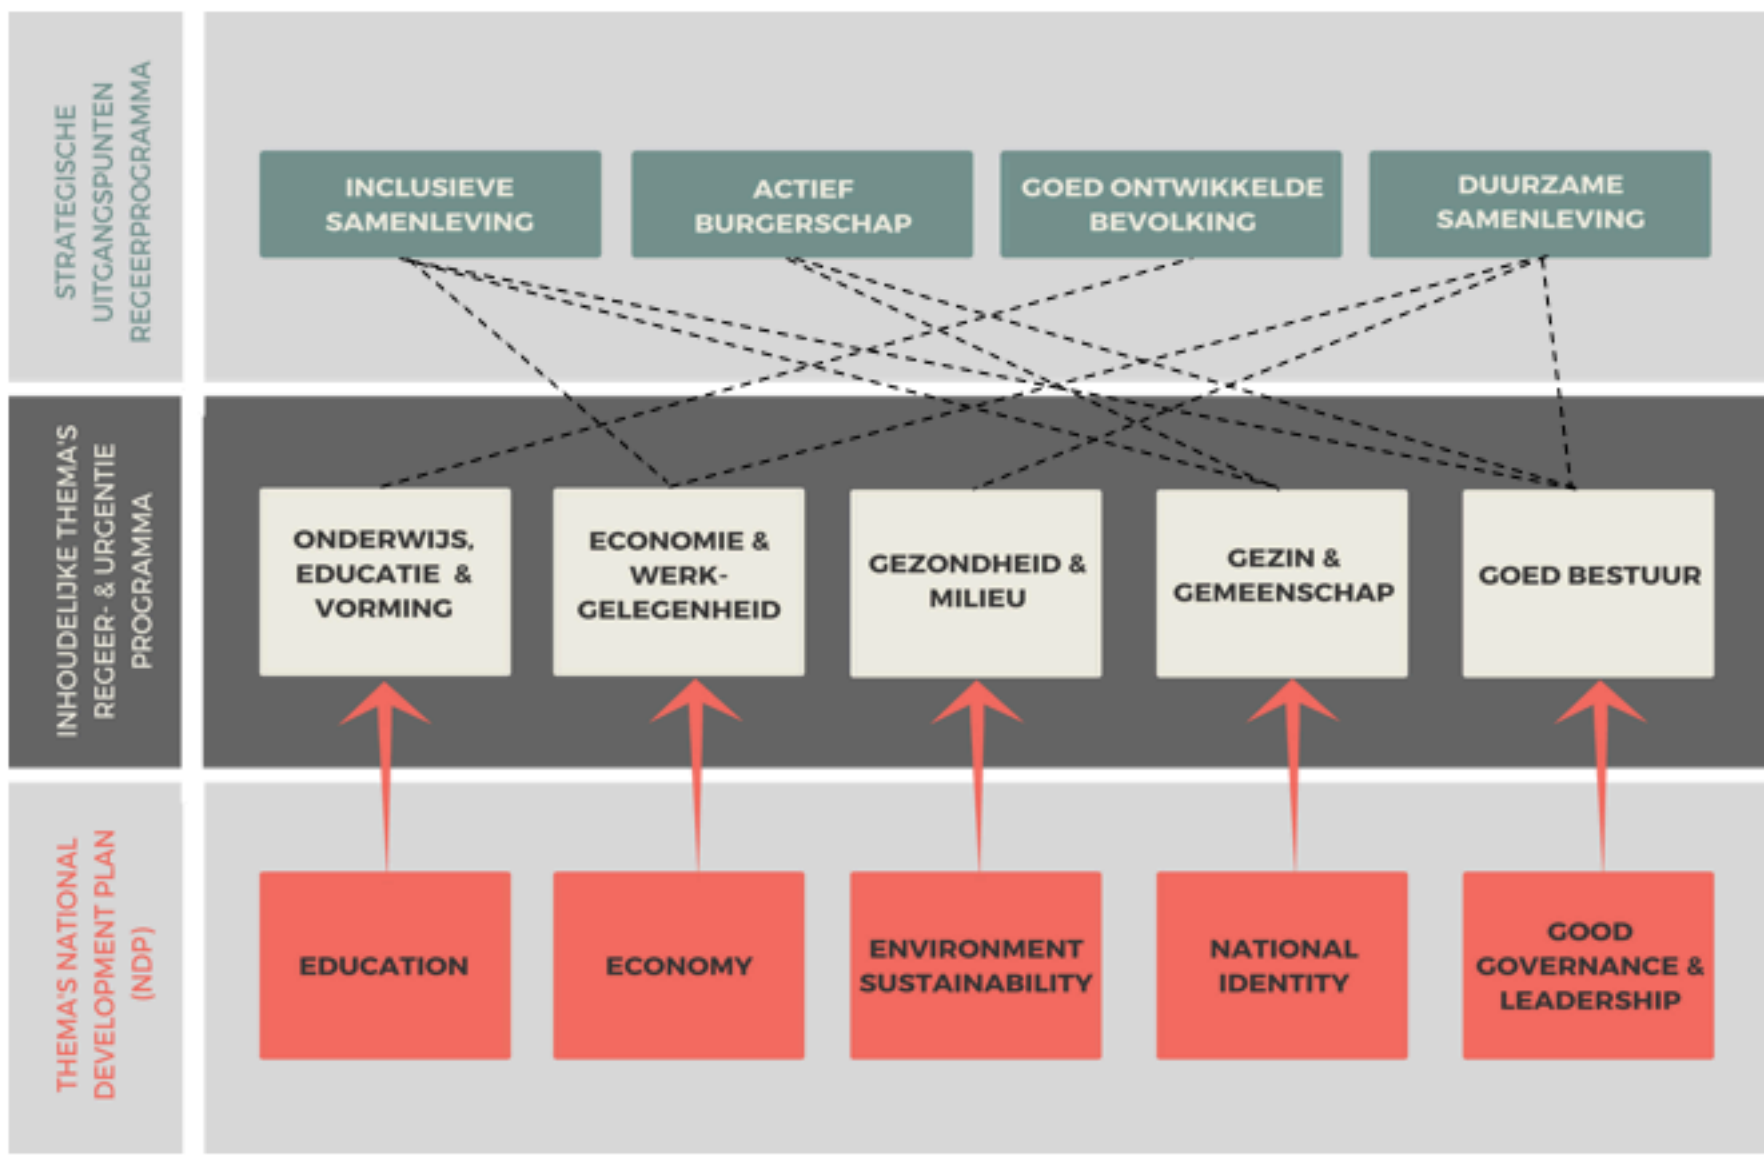 STRATEGISCHE
UITGANGSPUNTEN
REGEERPROGRAMMA
INCLUSIEVE
SAMENLEVING
ACTIEF
BURGERSCHAP
GOED ONTWIKKELDE
BEVOLKING
DUURZAME
SAMENLEVING
INHOUDELIJKE THEMA'S
REGEER- & URGENTIE
PROGRAMMA
ONDERWIJS,
EDUCATIE &
VORMING
ECONOMIE &
WERK-
GELEGENHEID
GEZONDHEID &
MILIEU
GEZIN &
GEMEENSCHAP
GOED BESTUUR
THEMA'S NATIONAL
DEVELOPMENT PLAN
(NDP)
EDUCATION
ECONOMY
ENVIRONMENT
SUSTAINABILITY
NATIONAL
IDENTITY
GOOD
GOVERNANCE &
LEADERSHIP